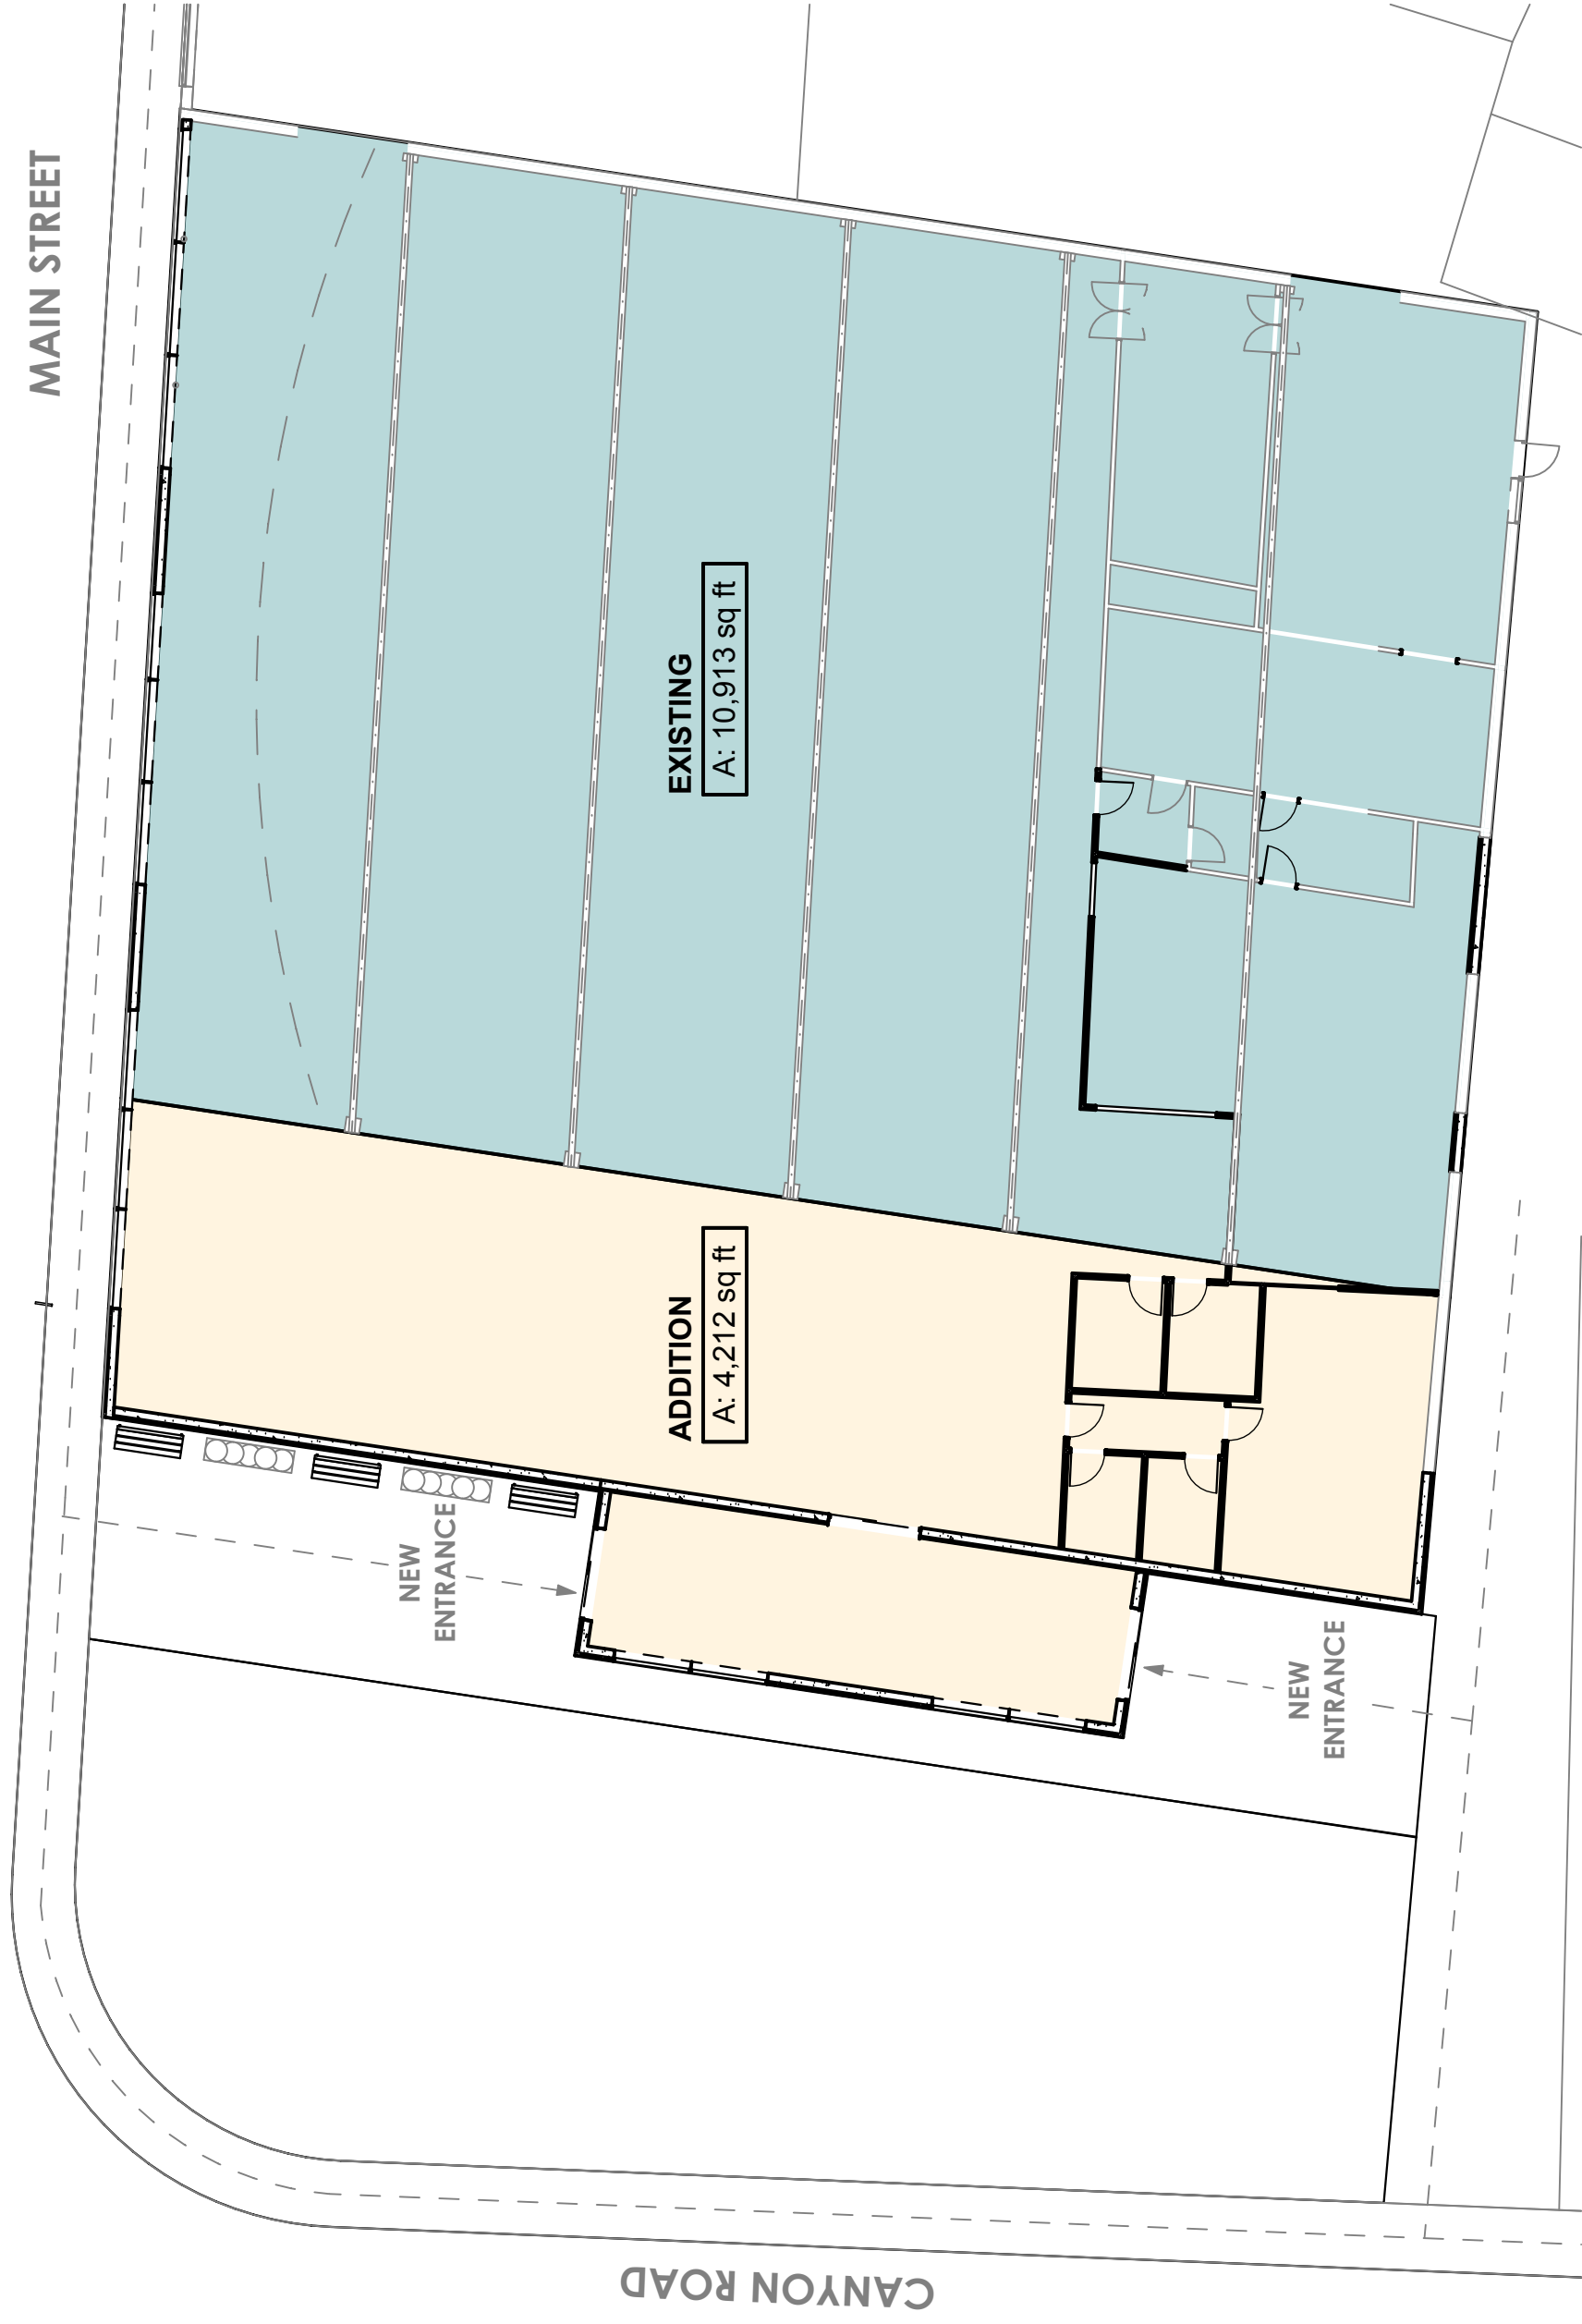 MAIN STREET
EXISTING
A: 10,913 sq ft
ADDITION
A: 4,212 sq ft
NEW
ENTRANCE
NEW
ENTRANCE
CANYON ROAD